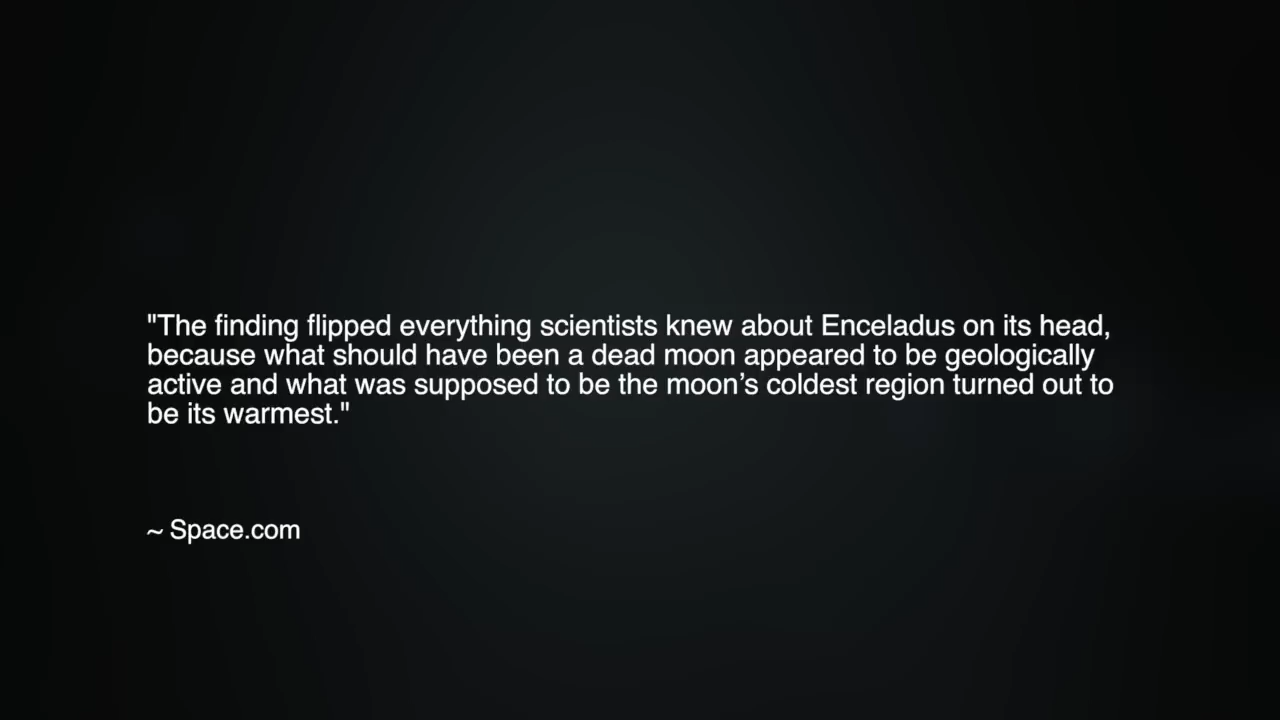 "The finding flipped everything scientists knew about Enceladus on its head,
because what should have been a dead moon appeared to be geologically
active and what was supposed to be the moon’s coldest region turned out to
be its warmest."
~ Space.com